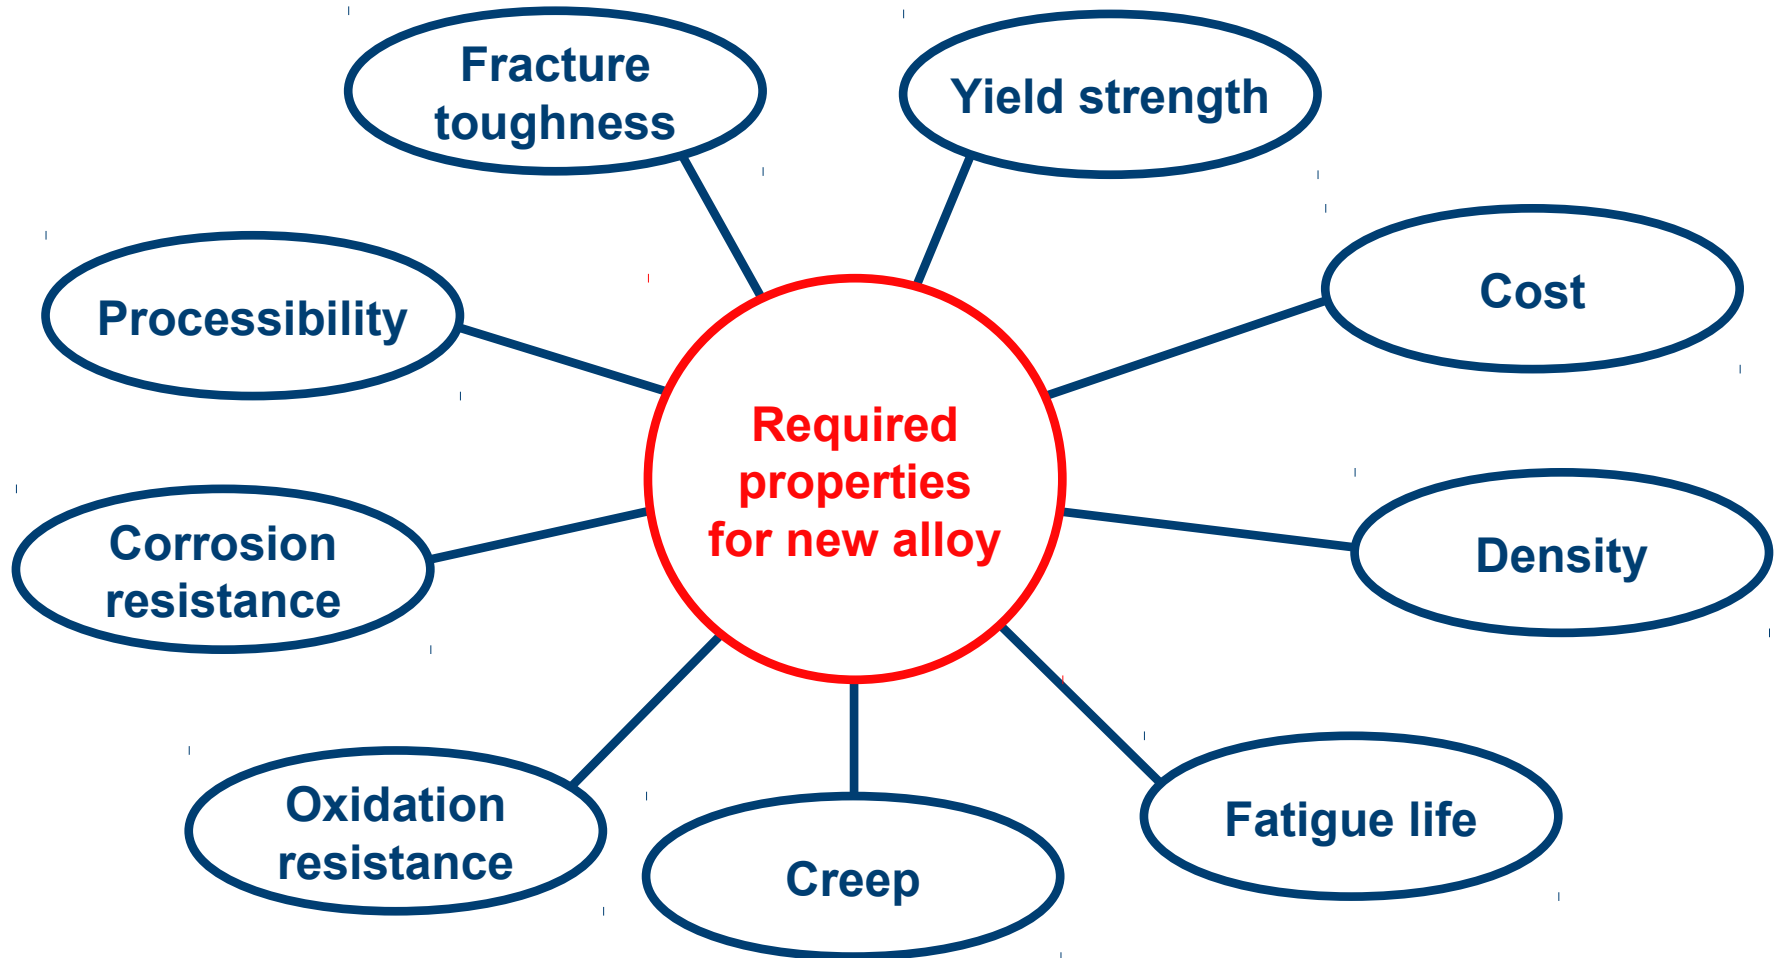 Fracture
toughness
Yield strength
Processibility
Cost
Required
properties
for new alloy
Corrosion
resistance
Density
Oxidation
resistance
Creep
Fatigue life